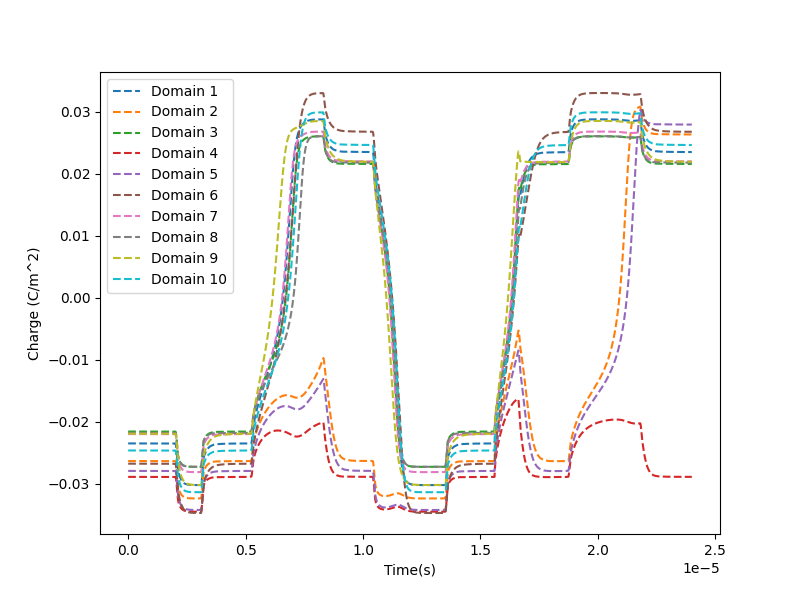 Domain 1
Domain 2
Domain 3
Domain 4
Domain 5
Domain 6
Domain 7
Domain 8
Domain 9
Domain 10
Charge (C/m^2)
0.03
0.02
0.01
0.00
−0.01
−0.02
−0.03
0.0
0.5
1.0
1.5
2.0
2.5
1e−5
Time(s)